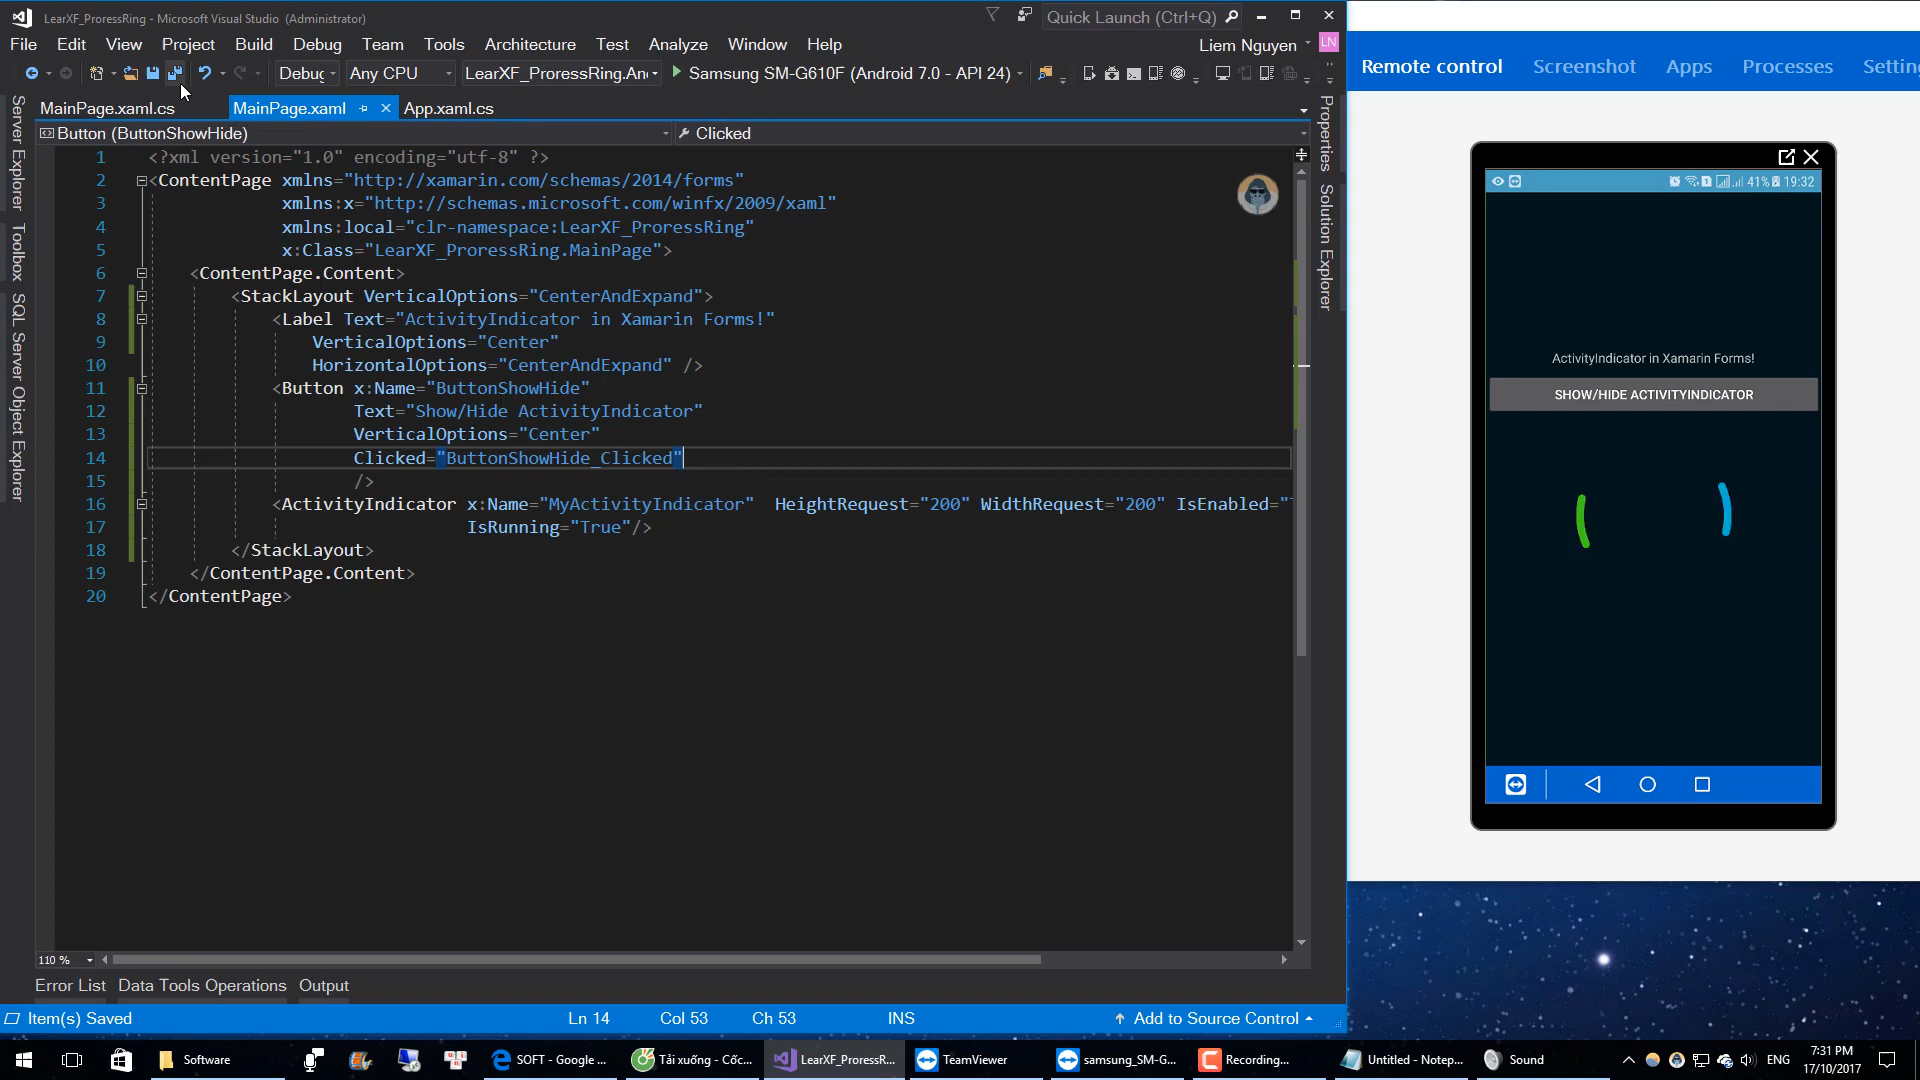 LearXF_ProressRing - Microsoft Visual Studio (Administrator)
Quick Launch (Ctrl+Q)
File Edit View Project Build Debug Team Tools Architecture Test Analyze Window Help
Liem Nguyen LN
Debug Any CPU LearXF_ProressRing.An Samsung SM-G610F (Android 7.0 - API 24)
MainPage.xaml.cs MainPage.xaml App.xaml.cs
Button (ButtonShowHide) Clicked
1 <?xml version="1.0" encoding="utf-8" ?>
2 <ContentPage xmlns="http://xamarin.com/schemas/2014/forms"
3 xmlns:x="http://schemas.microsoft.com/winfx/2009/xaml"
4 xmlns:local="clr-namespace:LearXF_ProressRing"
5 x:Class="LearXF_ProressRing.MainPage">
6 <ContentPage.Content>
7 <StackLayout VerticalOptions="CenterAndExpand">
8 <Label Text="ActivityIndicator in Xamarin Forms!"
9 VerticalOptions="Center"
10 HorizontalOptions="CenterAndExpand" />
11 <Button x:Name="ButtonShowHide"
12 Text="Show/Hide ActivityIndicator"
13 VerticalOptions="Center"
14 Clicked="ButtonShowHide_Clicked"
15 />
16 <ActivityIndicator x:Name="MyActivityIndicator" HeightRequest="200" WidthRequest="200" IsEnabled="
17 IsRunning="True"/>
18 </StackLayout>
19 </ContentPage.Content>
20 </ContentPage>
Server Explorer
Toolbox
SQL Server Object Explorer
Properties
Solution Explorer
110 %
Error List Data Tools Operations Output
Item(s) Saved Ln 14 Col 53 Ch 53 INS Add to Source Control
Remote control Screenshot Apps Processes Setting
41% 19:32
ActivityIndicator in Xamarin Forms!
SHOW/HIDE ACTIVITYINDICATOR
Software SOFT - Google ... Tải xuống - Cốc... LearXF_ProressR... TeamViewer samsung_SM-G... Recording... Untitled - Notep... Sound ENG
7:31 PM
17/10/2017